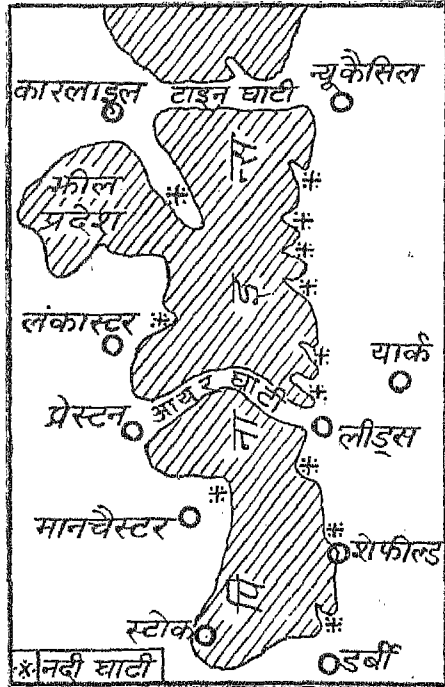 न्यूकैसिल
कारलाइल
टाइन घाटी
झील
प्रदेश
लंकास्टर
यार्क
आयर घाटी
प्रेस्टन
लीड्स
मानचैस्टर
शेफील्ड
स्टोक
डर्बी
नदी घाटी